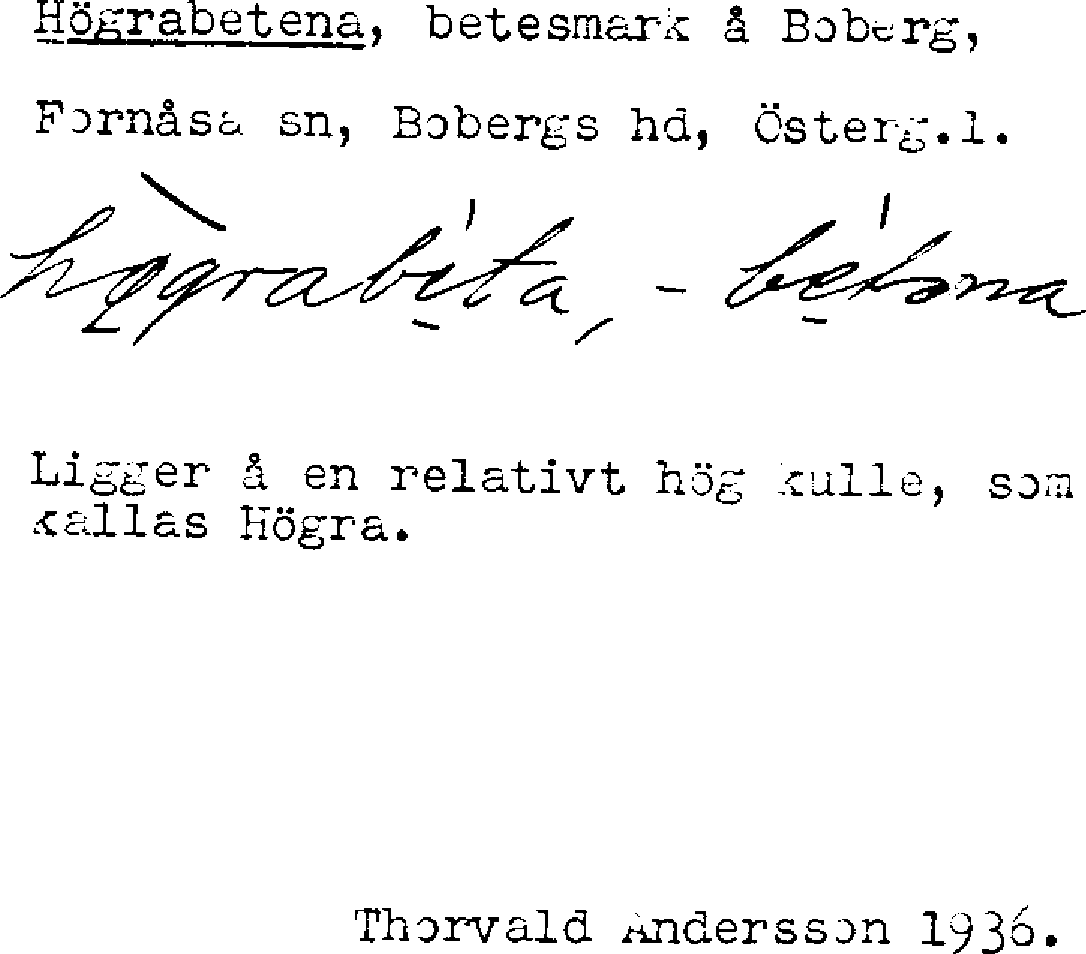 Högrabetena, betesmark å Boberg,
Fornåsa sn, Bobergs hd, Österg.l.
högrabeta, - betəna
Ligger å en relativt hög kulle, som
kallas Högra.
Thorvald Andersson 1936.